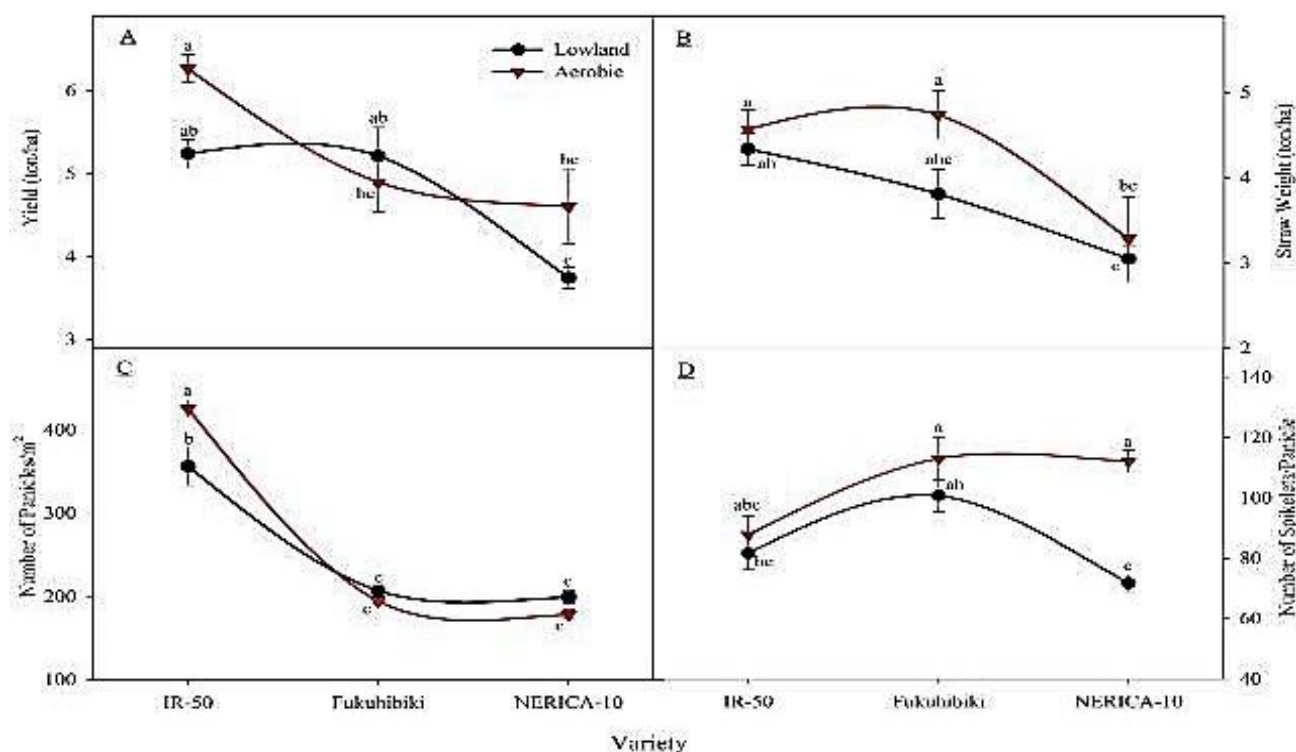 A
a
Lowland
Aerobic
ab
ab
bc
bc
c
Yield (ton/ha)
6
5
4
3
B
a
a
ab
abc
bc
c
Straw Weight (ton/ha)
5
4
3
2
C
a
b
c
c
c
c
Number of Panicles/m²
400
300
200
100
D
abc
bc
a
ab
a
c
Number of Spikelets/Panicle
140
120
100
80
60
40
IR-50 Fukuhibiki NERICA-10
IR-50 Fukuhibiki NERICA-10
Variety